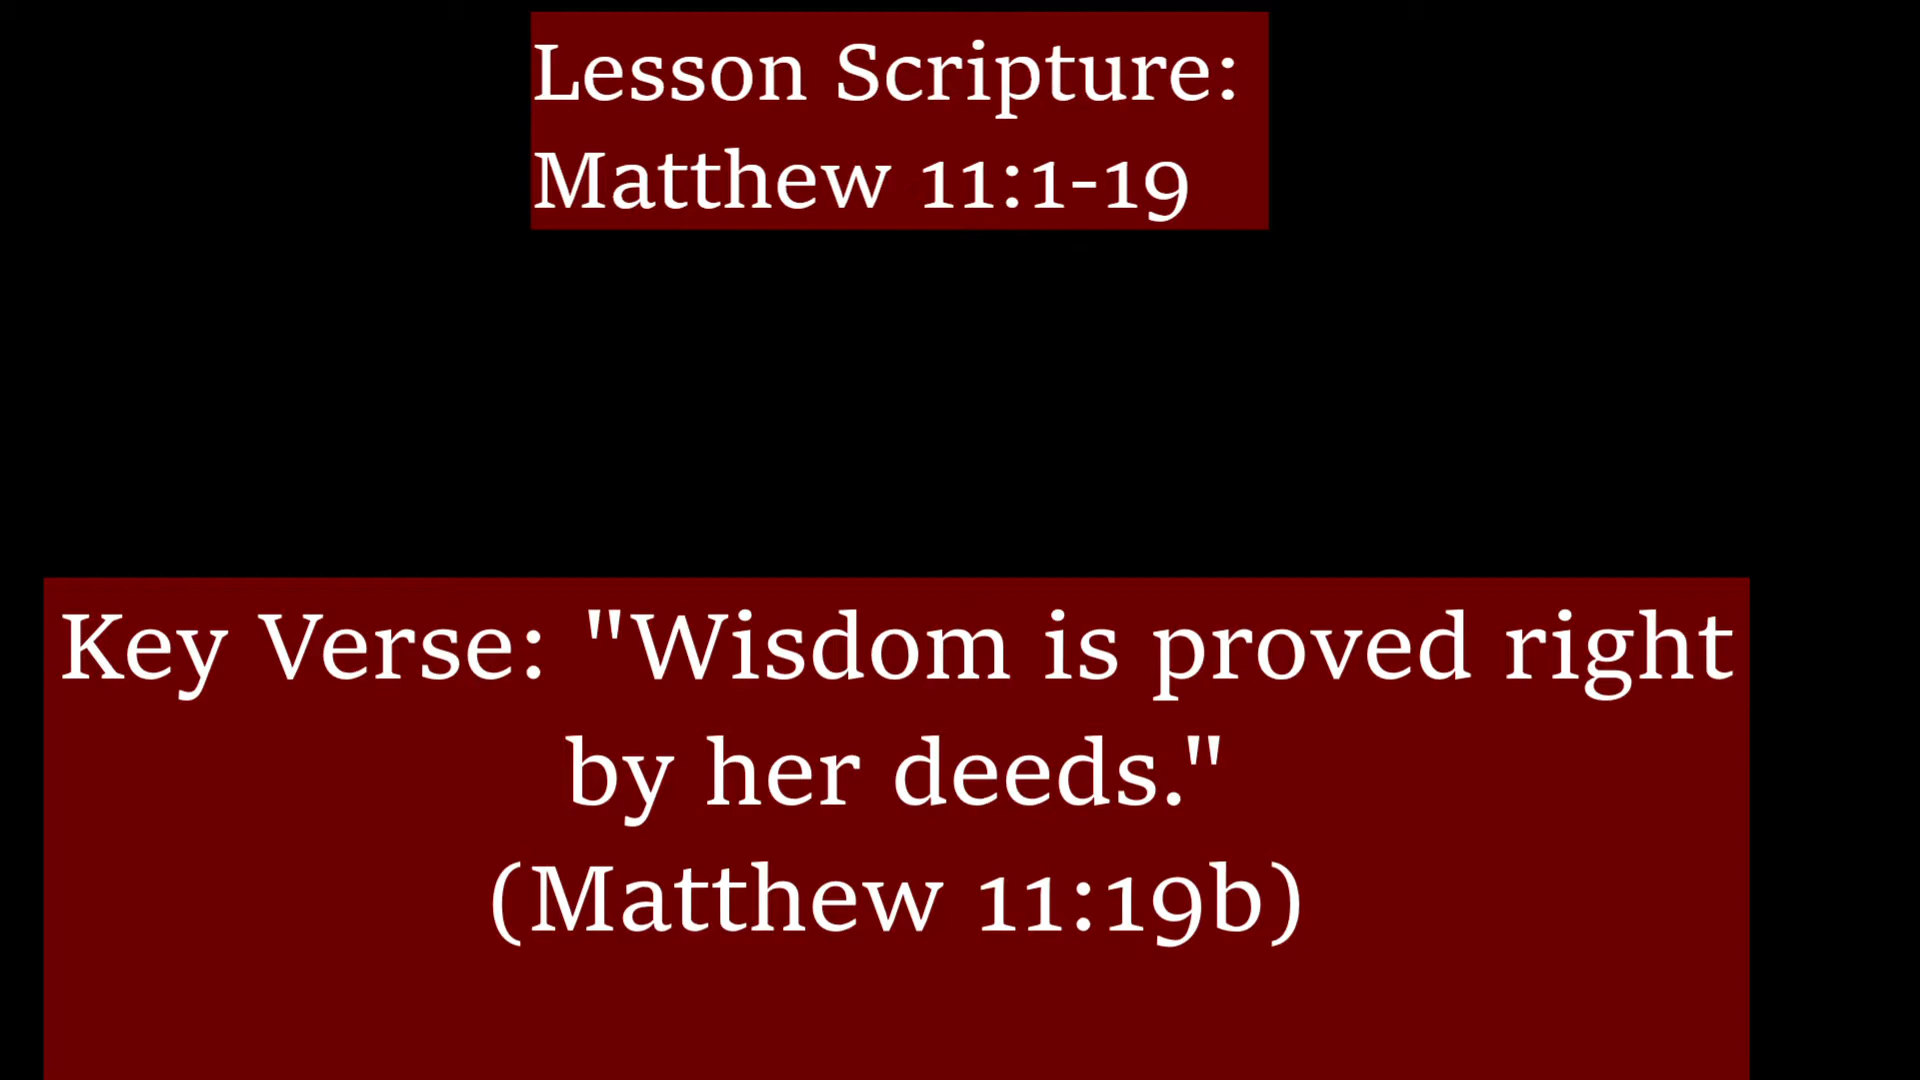 Lesson Scripture:
Matthew 11:1-19
Key Verse: "Wisdom is proved right
by her deeds."
(Matthew 11:19b)